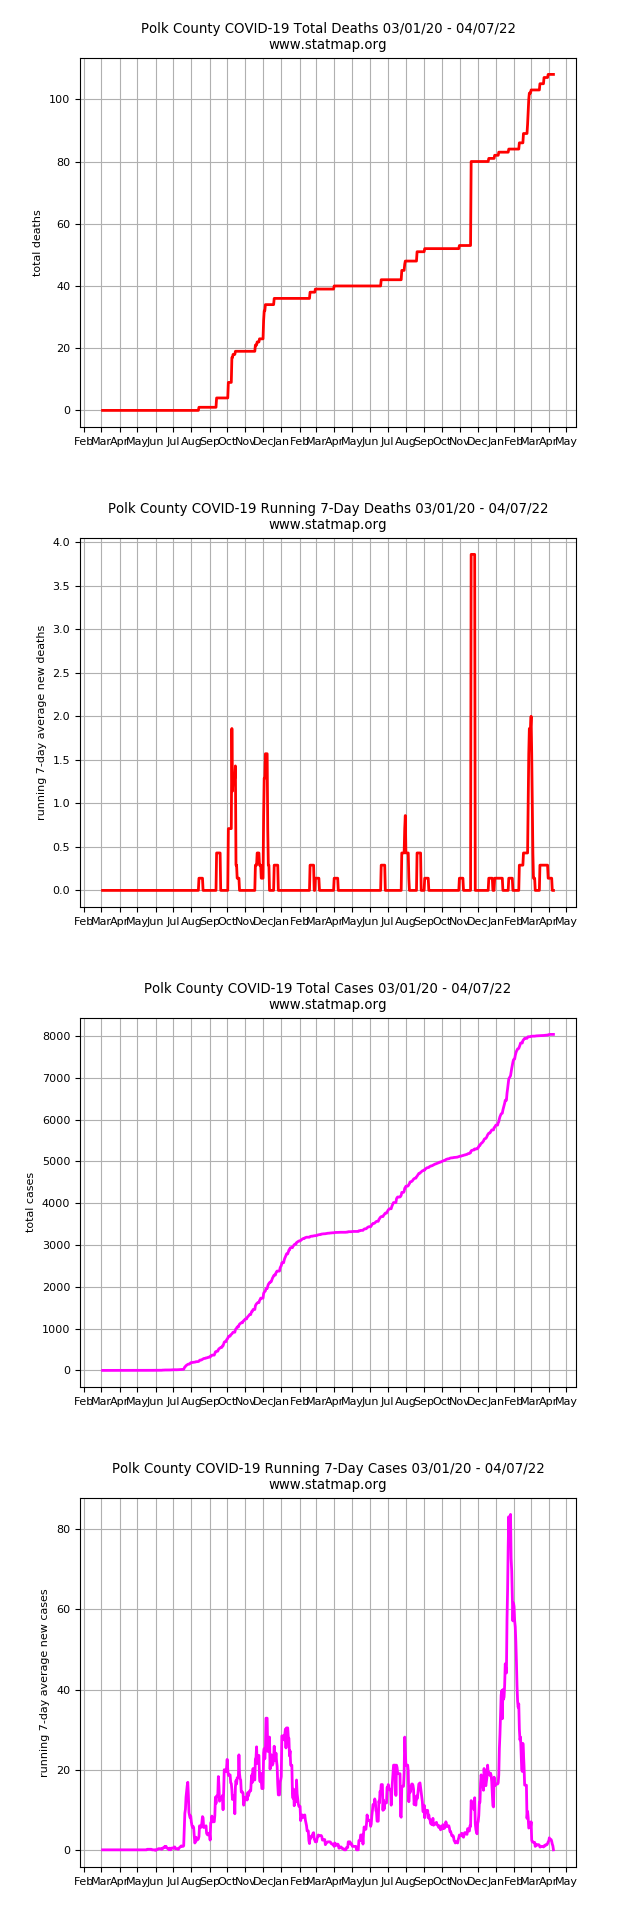 Polk County COVID-19 Total Deaths 03/01/20 - 04/07/22
www.statmap.org
total deaths
100
80
60
40
20
0
Feb Mar Apr May Jun Jul Aug Sep Oct Nov Dec Jan Feb Mar Apr May Jun Jul Aug Sep Oct Nov Dec Jan Feb Mar Apr May
Polk County COVID-19 Running 7-Day Deaths 03/01/20 - 04/07/22
www.statmap.org
running 7-day average new deaths
4.0
3.5
3.0
2.5
2.0
1.5
1.0
0.5
0.0
Feb Mar Apr May Jun Jul Aug Sep Oct Nov Dec Jan Feb Mar Apr May Jun Jul Aug Sep Oct Nov Dec Jan Feb Mar Apr May
Polk County COVID-19 Total Cases 03/01/20 - 04/07/22
www.statmap.org
total cases
8000
7000
6000
5000
4000
3000
2000
1000
0
Feb Mar Apr May Jun Jul Aug Sep Oct Nov Dec Jan Feb Mar Apr May Jun Jul Aug Sep Oct Nov Dec Jan Feb Mar Apr May
Polk County COVID-19 Running 7-Day Cases 03/01/20 - 04/07/22
www.statmap.org
running 7-day average new cases
80
60
40
20
0
Feb Mar Apr May Jun Jul Aug Sep Oct Nov Dec Jan Feb Mar Apr May Jun Jul Aug Sep Oct Nov Dec Jan Feb Mar Apr May